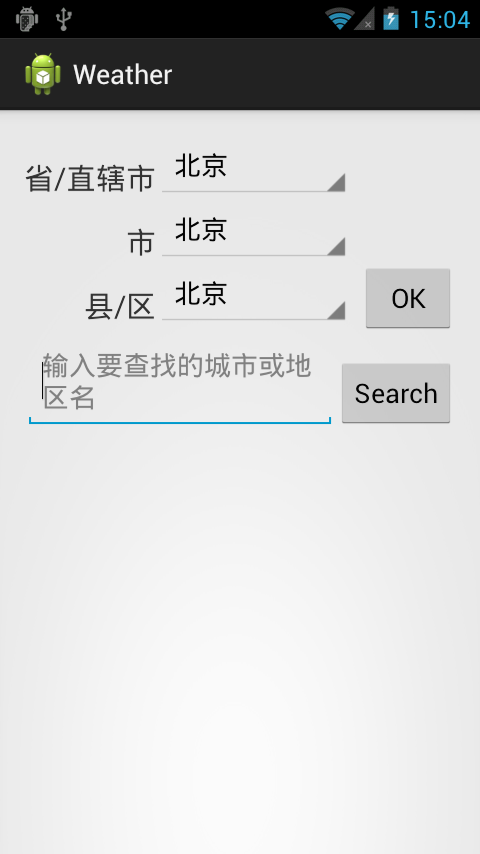 15:04
Weather
省/直辖市 北京
市 北京
县/区 北京 OK
输入要查找的城市或地
区名
Search